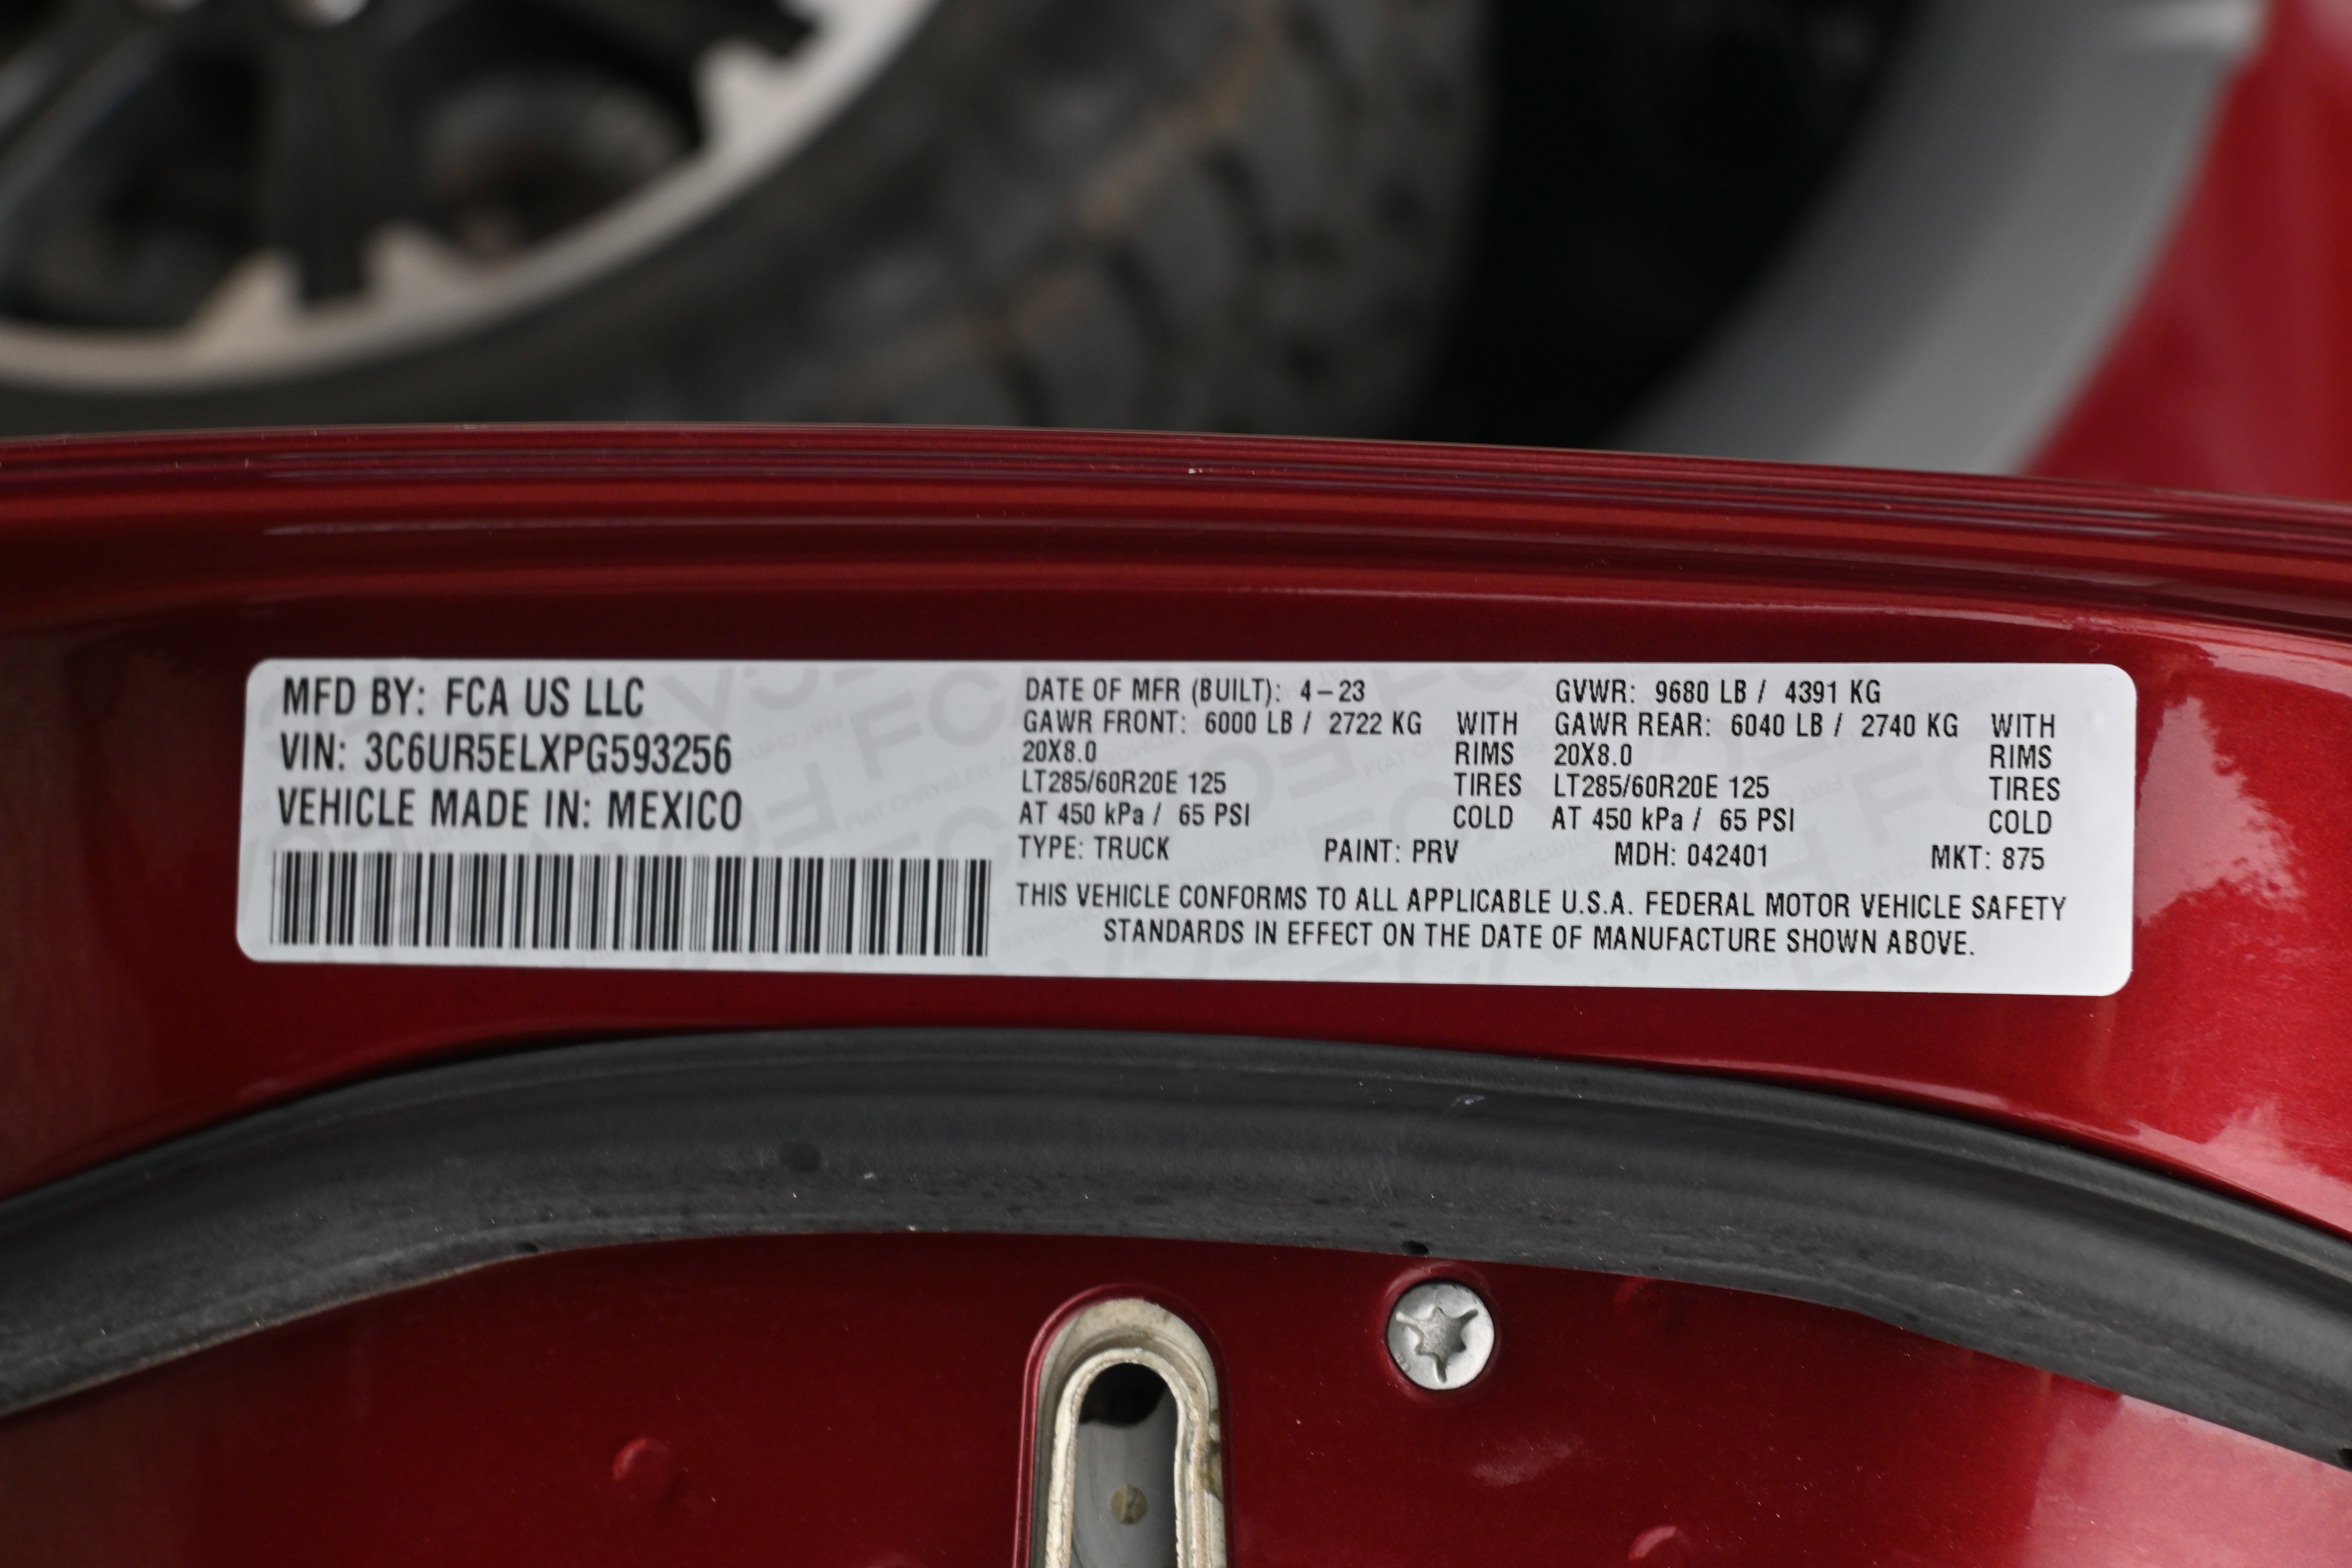 MFD BY: FCA US LLC
VIN: 3C6UR5ELXPG593256
VEHICLE MADE IN: MEXICO
DATE OF MFR (BUILT): 4-23 GVWR: 9680 LB / 4391 KG
GAWR FRONT: 6000 LB / 2722 KG WITH GAWR REAR: 6040 LB / 2740 KG WITH
20X8.0 RIMS 20X8.0 RIMS
LT285/60R20E 125 TIRES LT285/60R20E 125 TIRES
AT 450 kPa / 65 PSI COLD AT 450 kPa / 65 PSI COLD
TYPE: TRUCK PAINT: PRV MDH: 042401 MKT: 875
THIS VEHICLE CONFORMS TO ALL APPLICABLE U.S.A. FEDERAL MOTOR VEHICLE SAFETY
STANDARDS IN EFFECT ON THE DATE OF MANUFACTURE SHOWN ABOVE.